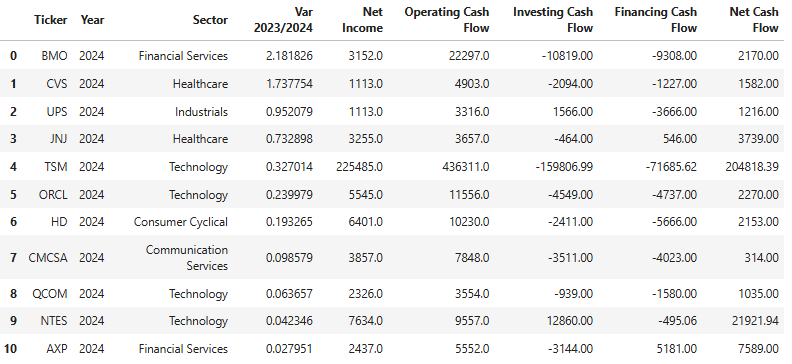 Ticker Year Sector Var 2023/2024 Net Income Operating Cash Flow Investing Cash Flow Financing Cash Flow Net Cash Flow
0 BMO 2024 Financial Services 2.181826 3152.0 22297.0 -10819.00 -9308.00 2170.00
1 CVS 2024 Healthcare 1.737754 1113.0 4903.0 -2094.00 -1227.00 1582.00
2 UPS 2024 Industrials 0.952079 1113.0 3316.0 1566.00 -3666.00 1216.00
3 JNJ 2024 Healthcare 0.732898 3255.0 3657.0 -464.00 546.00 3739.00
4 TSM 2024 Technology 0.327014 225485.0 436311.0 -159806.99 -71685.62 204818.39
5 ORCL 2024 Technology 0.239979 5545.0 11556.0 -4549.00 -4737.00 2270.00
6 HD 2024 Consumer Cyclical 0.193265 6401.0 10230.0 -2411.00 -5666.00 2153.00
7 CMCSA 2024 Communication Services 0.098579 3857.0 7848.0 -3511.00 -4023.00 314.00
8 QCOM 2024 Technology 0.063657 2326.0 3554.0 -939.00 -1580.00 1035.00
9 NTES 2024 Technology 0.042346 7634.0 9557.0 12860.00 -495.06 21921.94
10 AXP 2024 Financial Services 0.027951 2437.0 5552.0 -3144.00 5181.00 7589.00